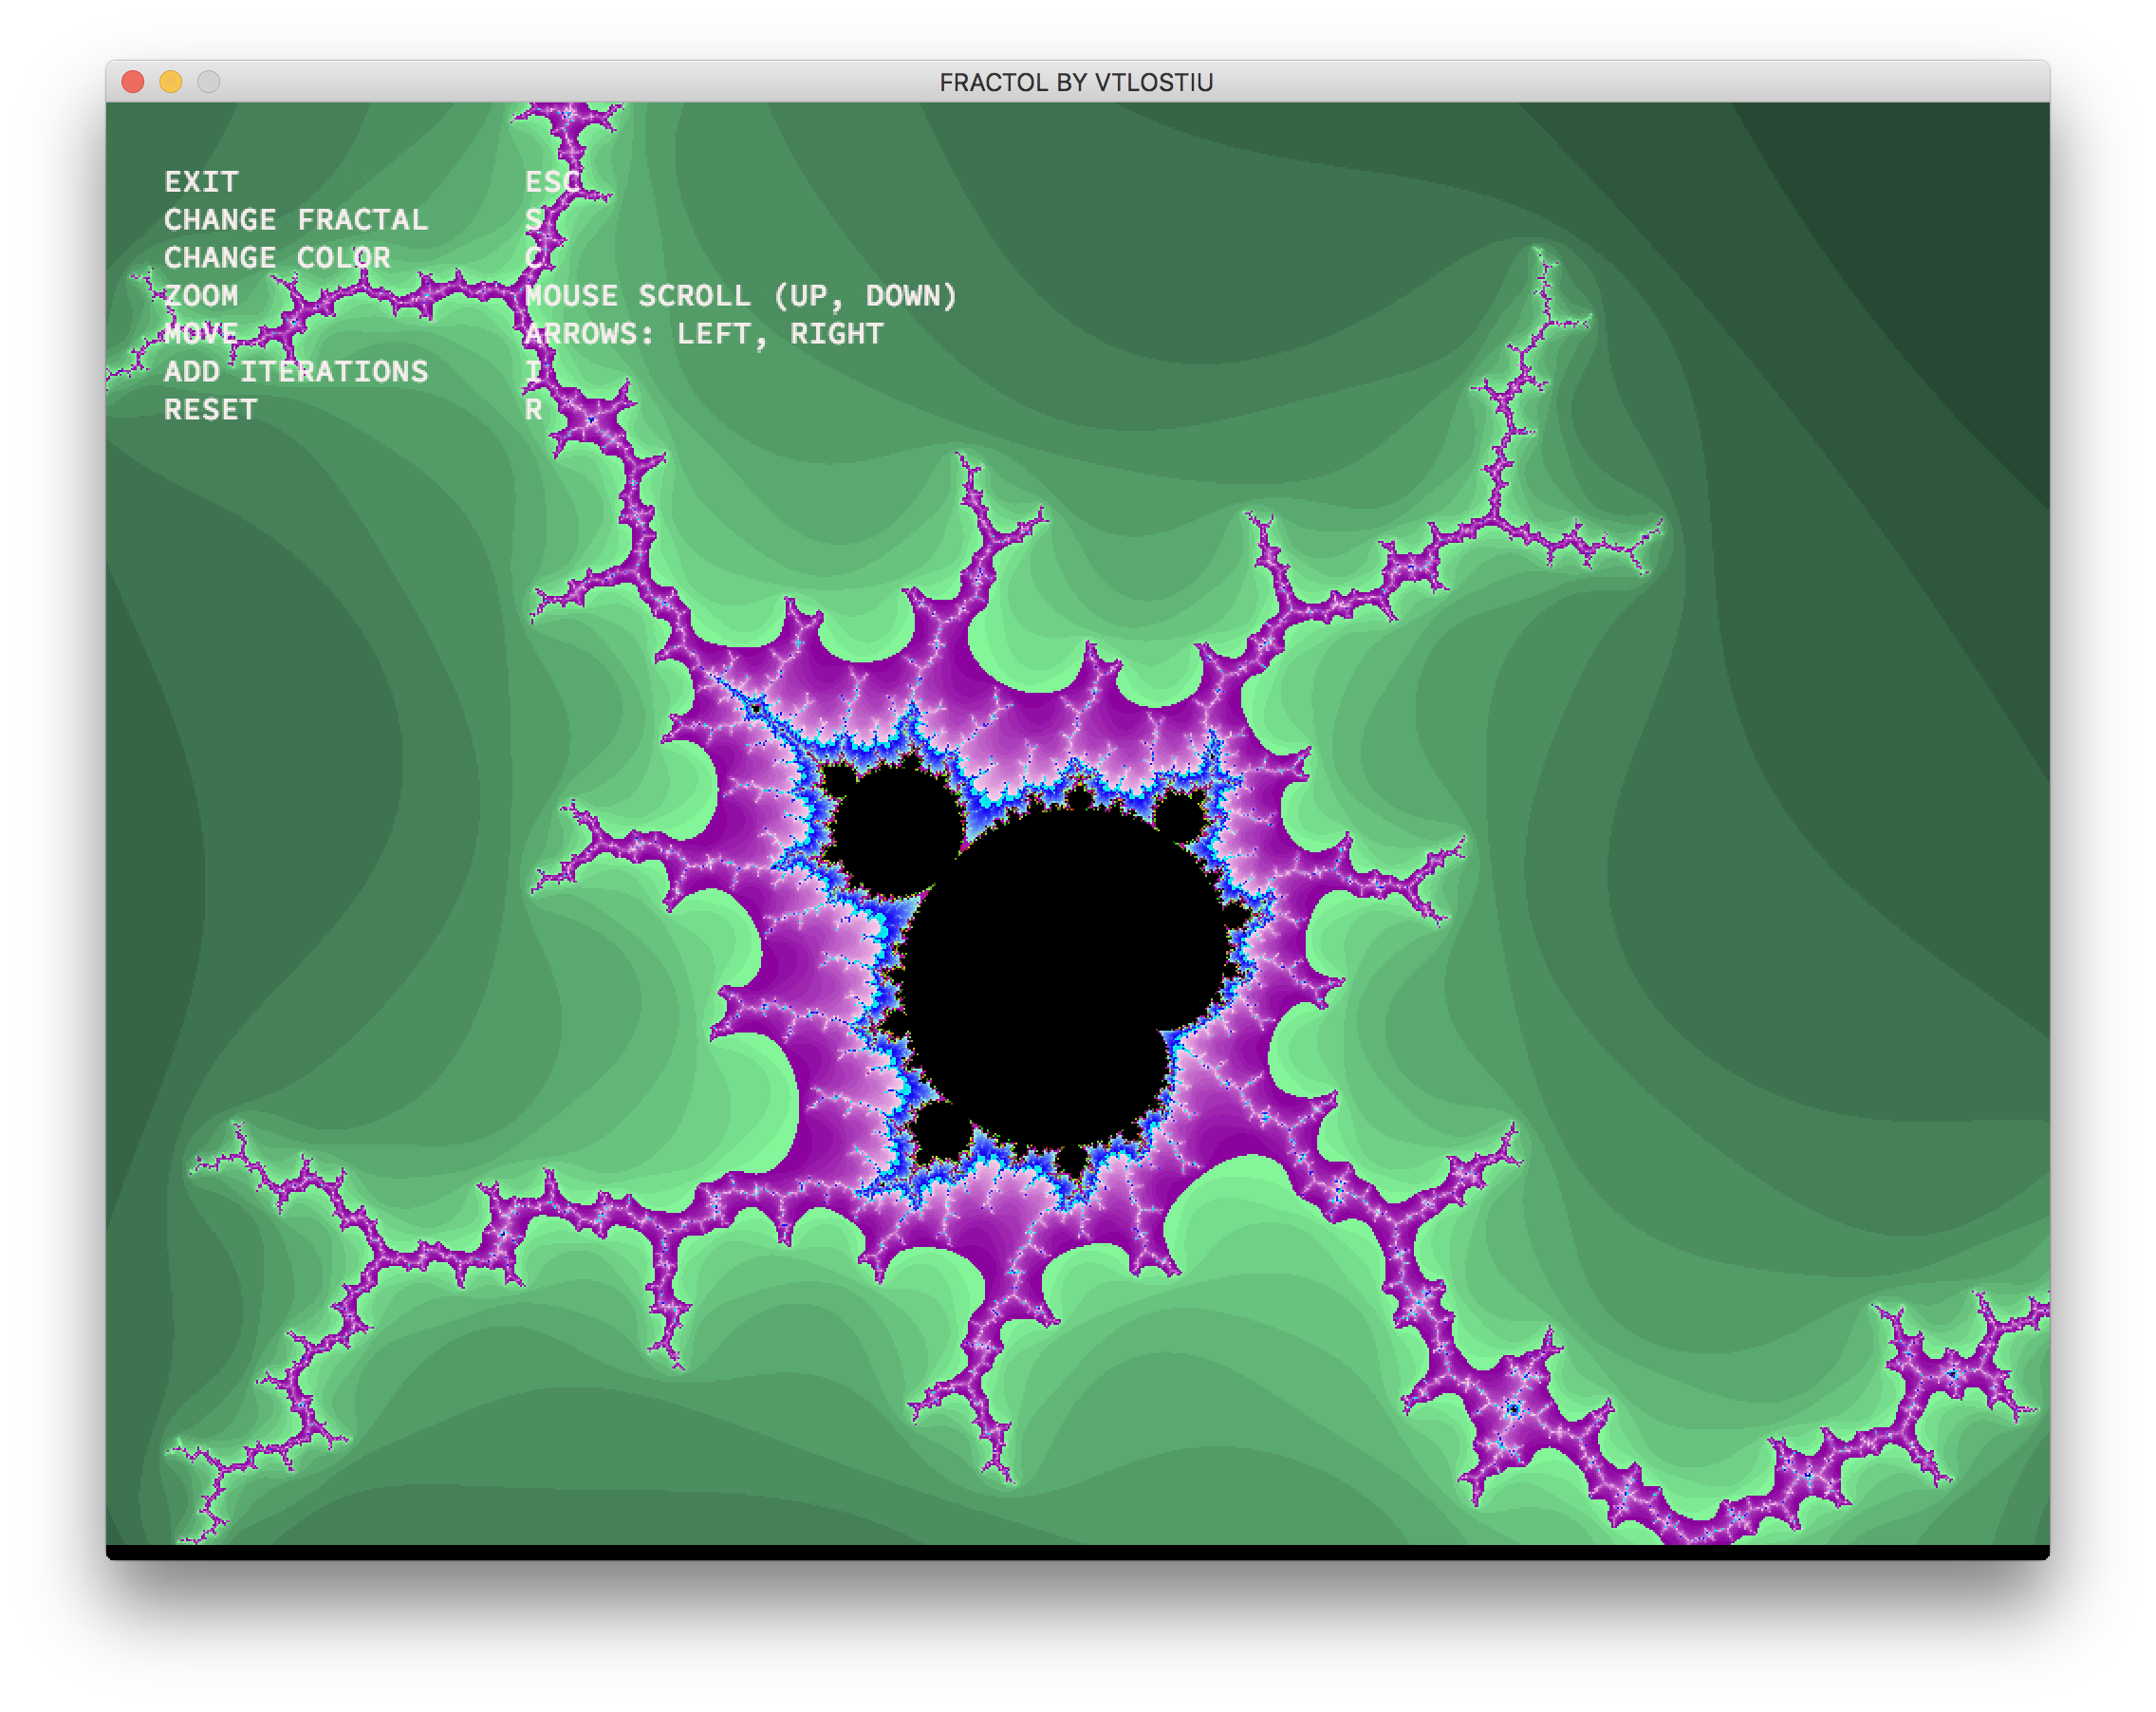 FRACTOL BY VTLOSTIU
EXIT ESC
CHANGE FRACTAL S
CHANGE COLOR C
ZOOM MOUSE SCROLL (UP, DOWN)
MOVE ARROWS: LEFT, RIGHT
ADD ITERATIONS I
RESET R